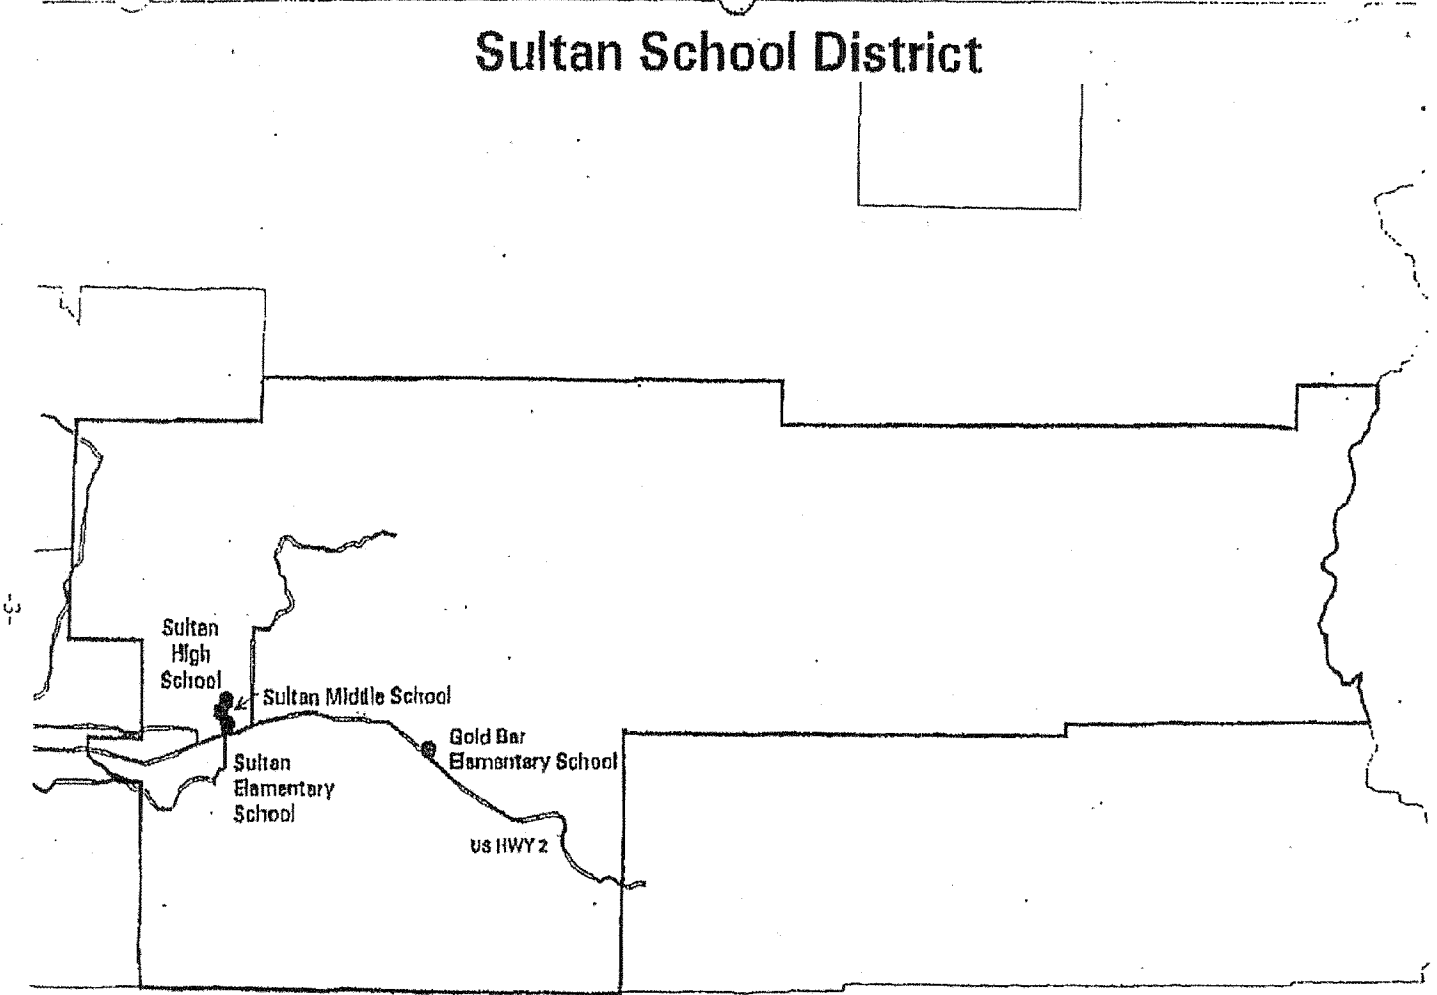 Sultan School District
-3-
Sultan
High
School
Sultan Middle School
Gold Bar
Elementary School
Sultan
Elementary
School
US HWY 2